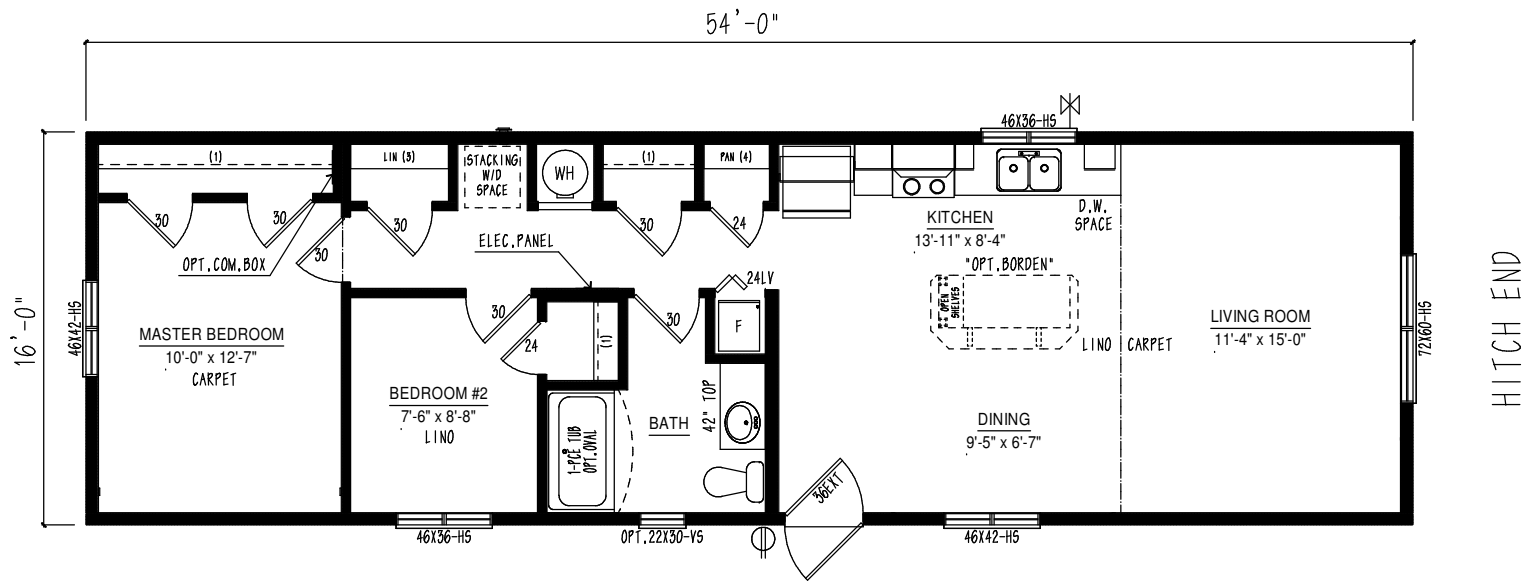 54'-0"
16'-0"
HITCH END
46X36-HS
(1)
LIN (3)
STACKING
W/D
SPACE
WH
(1)
PAN (4)
30
30
30
30
30
24
KITCHEN
13'-11" x 8'-4"
D.W.
SPACE
OPT.COM.BOX
ELEC.PANEL
"OPT.BORDEN"
OPEN
SHELVES
24LV
F
46X42-HS
MASTER BEDROOM
10'-0" x 12'-7"
CARPET
30
24
(1)
30
LINO
CARPET
LIVING ROOM
11'-4" x 15'-0"
72X60-HS
BEDROOM #2
7'-6" x 8'-8"
LINO
1-PCE TUB
OPT.OVAL
BATH
42" TOP
DINING
9'-5" x 6'-7"
36EXT
46X36-HS
OPT.22X30-VS
46X42-HS